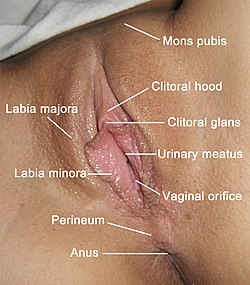 Mons pubis
Clitoral hood
Labia majora
Clitoral glans
Urinary meatus
Labia minora
Vaginal orifice
Perineum
Anus